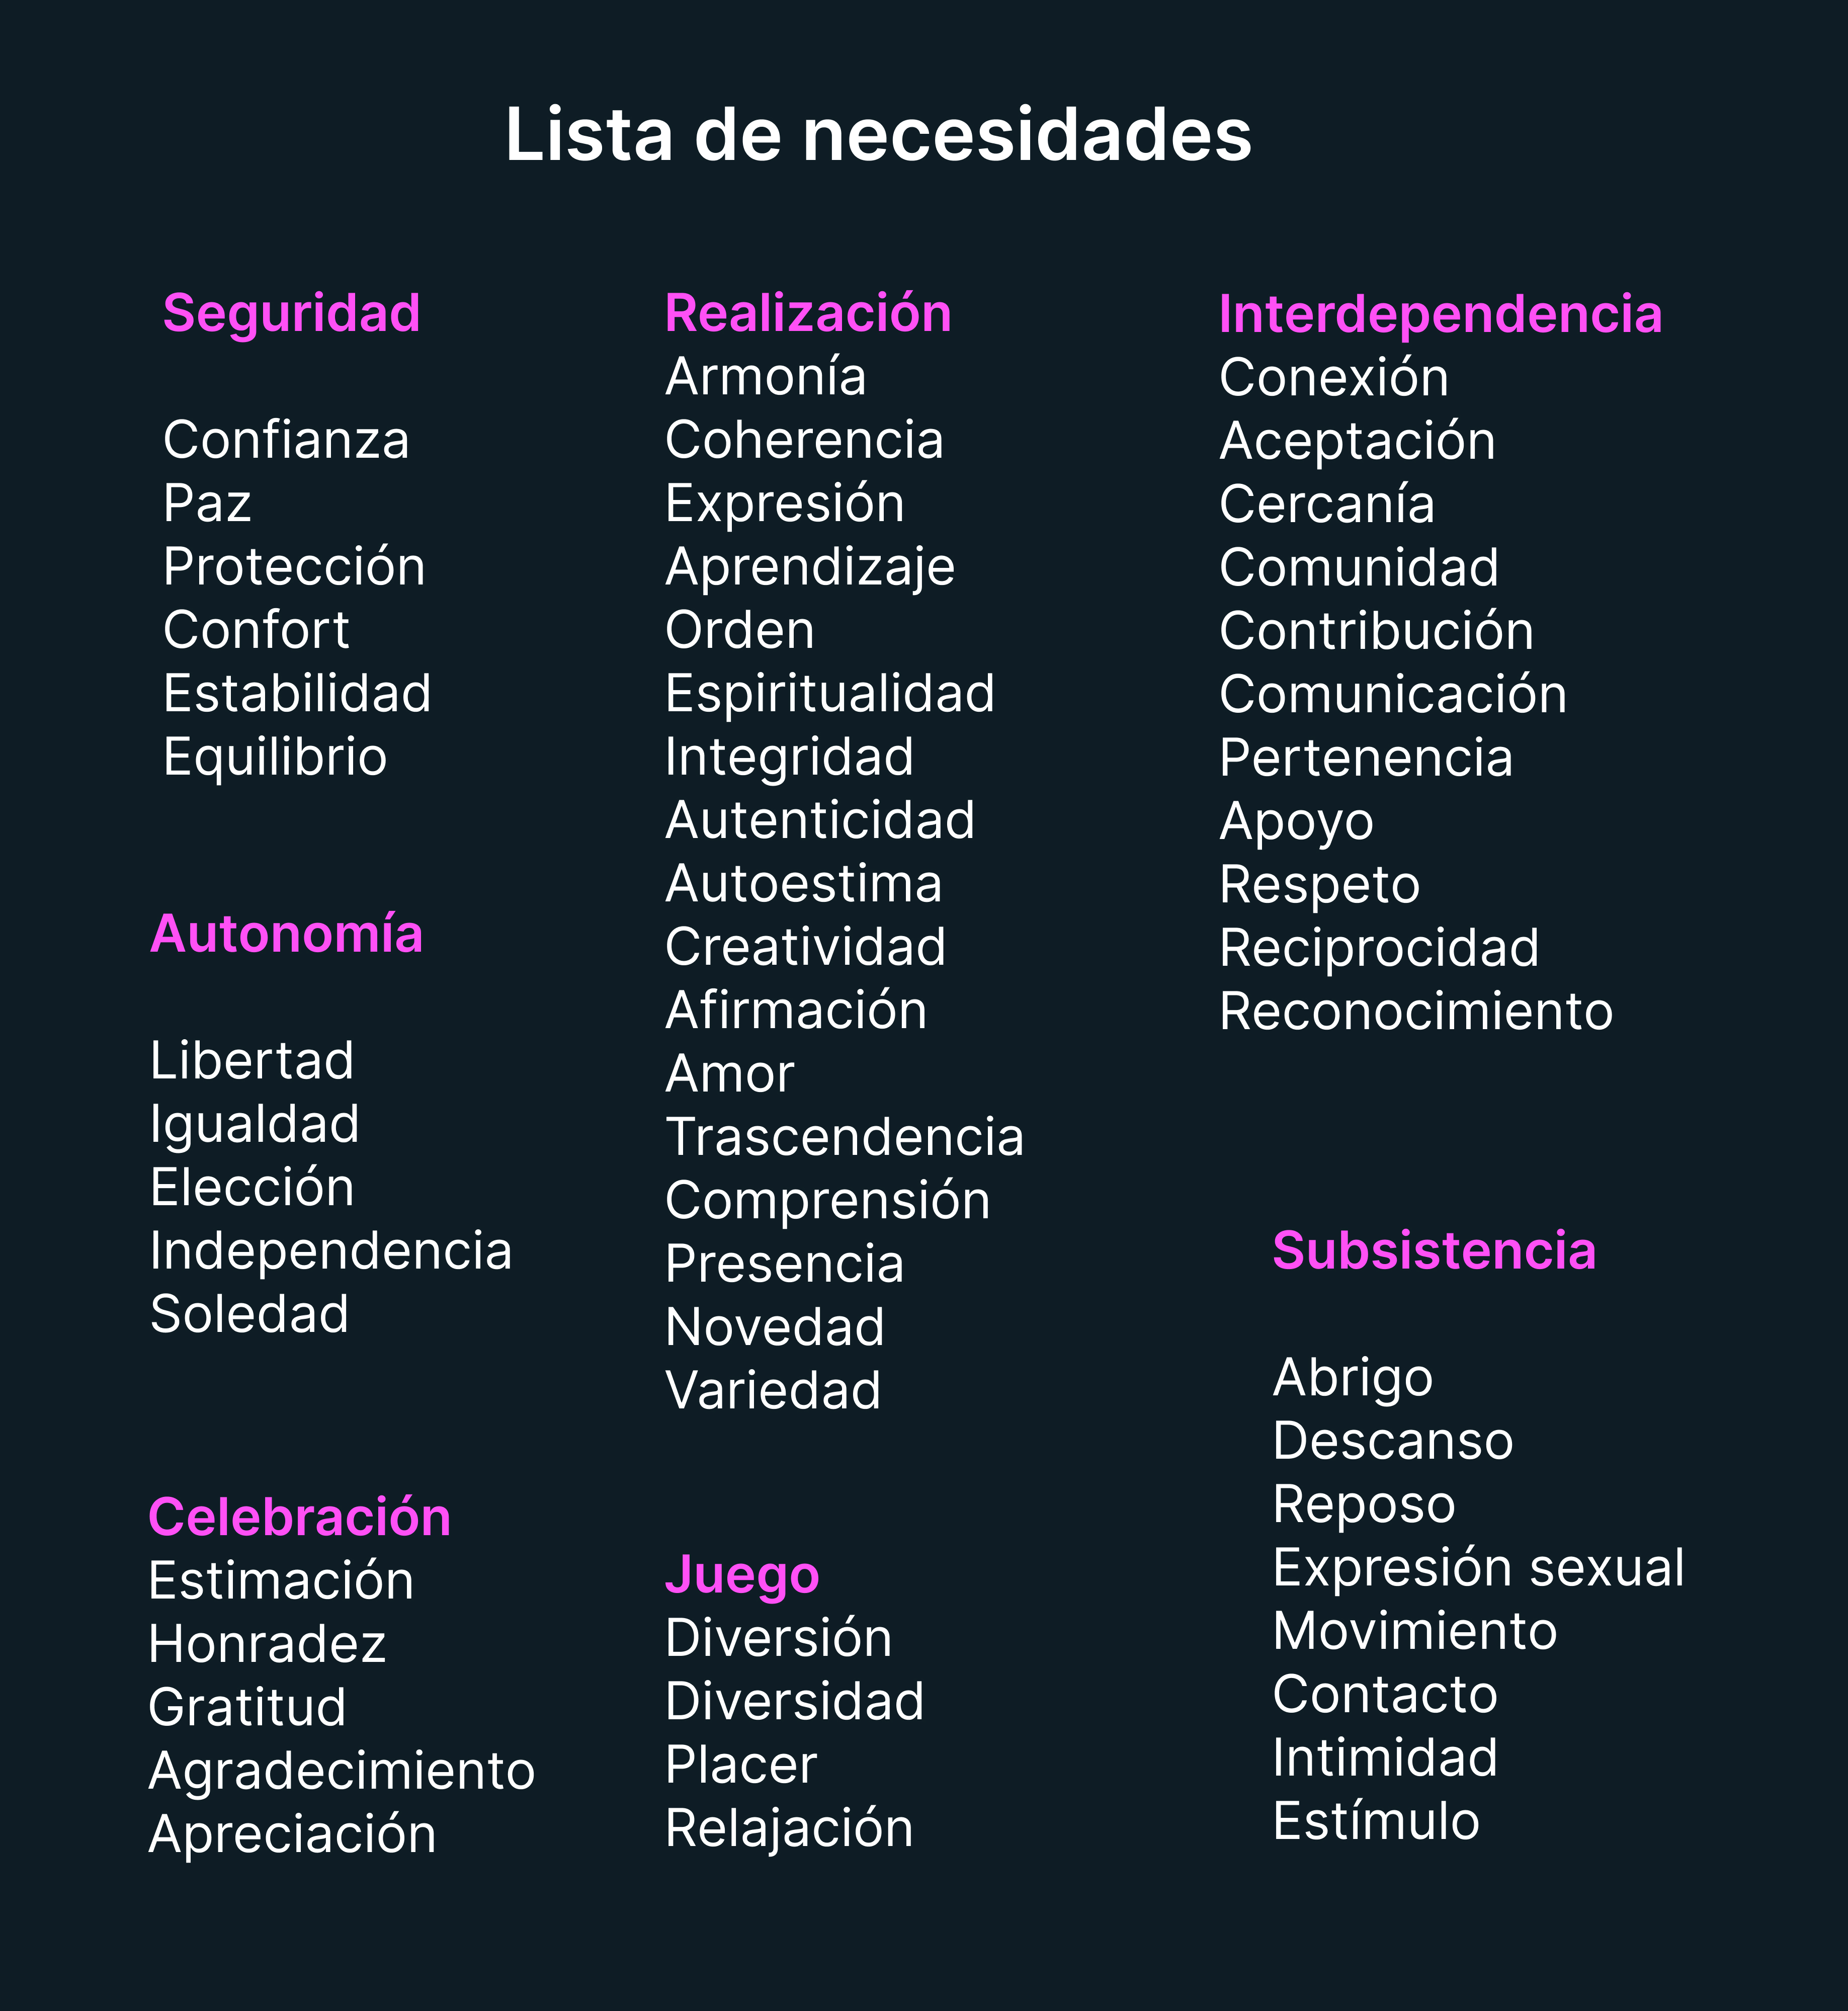 Lista de necesidades
Seguridad
Confianza
Paz
Protección
Confort
Estabilidad
Equilibrio
Autonomía
Libertad
Igualdad
Elección
Independencia
Soledad
Celebración
Estimación
Honradez
Gratitud
Agradecimiento
Apreciación
Realización
Armonía
Coherencia
Expresión
Aprendizaje
Orden
Espiritualidad
Integridad
Autenticidad
Autoestima
Creatividad
Afirmación
Amor
Trascendencia
Comprensión
Presencia
Novedad
Variedad
Juego
Diversión
Diversidad
Placer
Relajación
Interdependencia
Conexión
Aceptación
Cercanía
Comunidad
Contribución
Comunicación
Pertenencia
Apoyo
Respeto
Reciprocidad
Reconocimiento
Subsistencia
Abrigo
Descanso
Reposo
Expresión sexual
Movimiento
Contacto
Intimidad
Estímulo